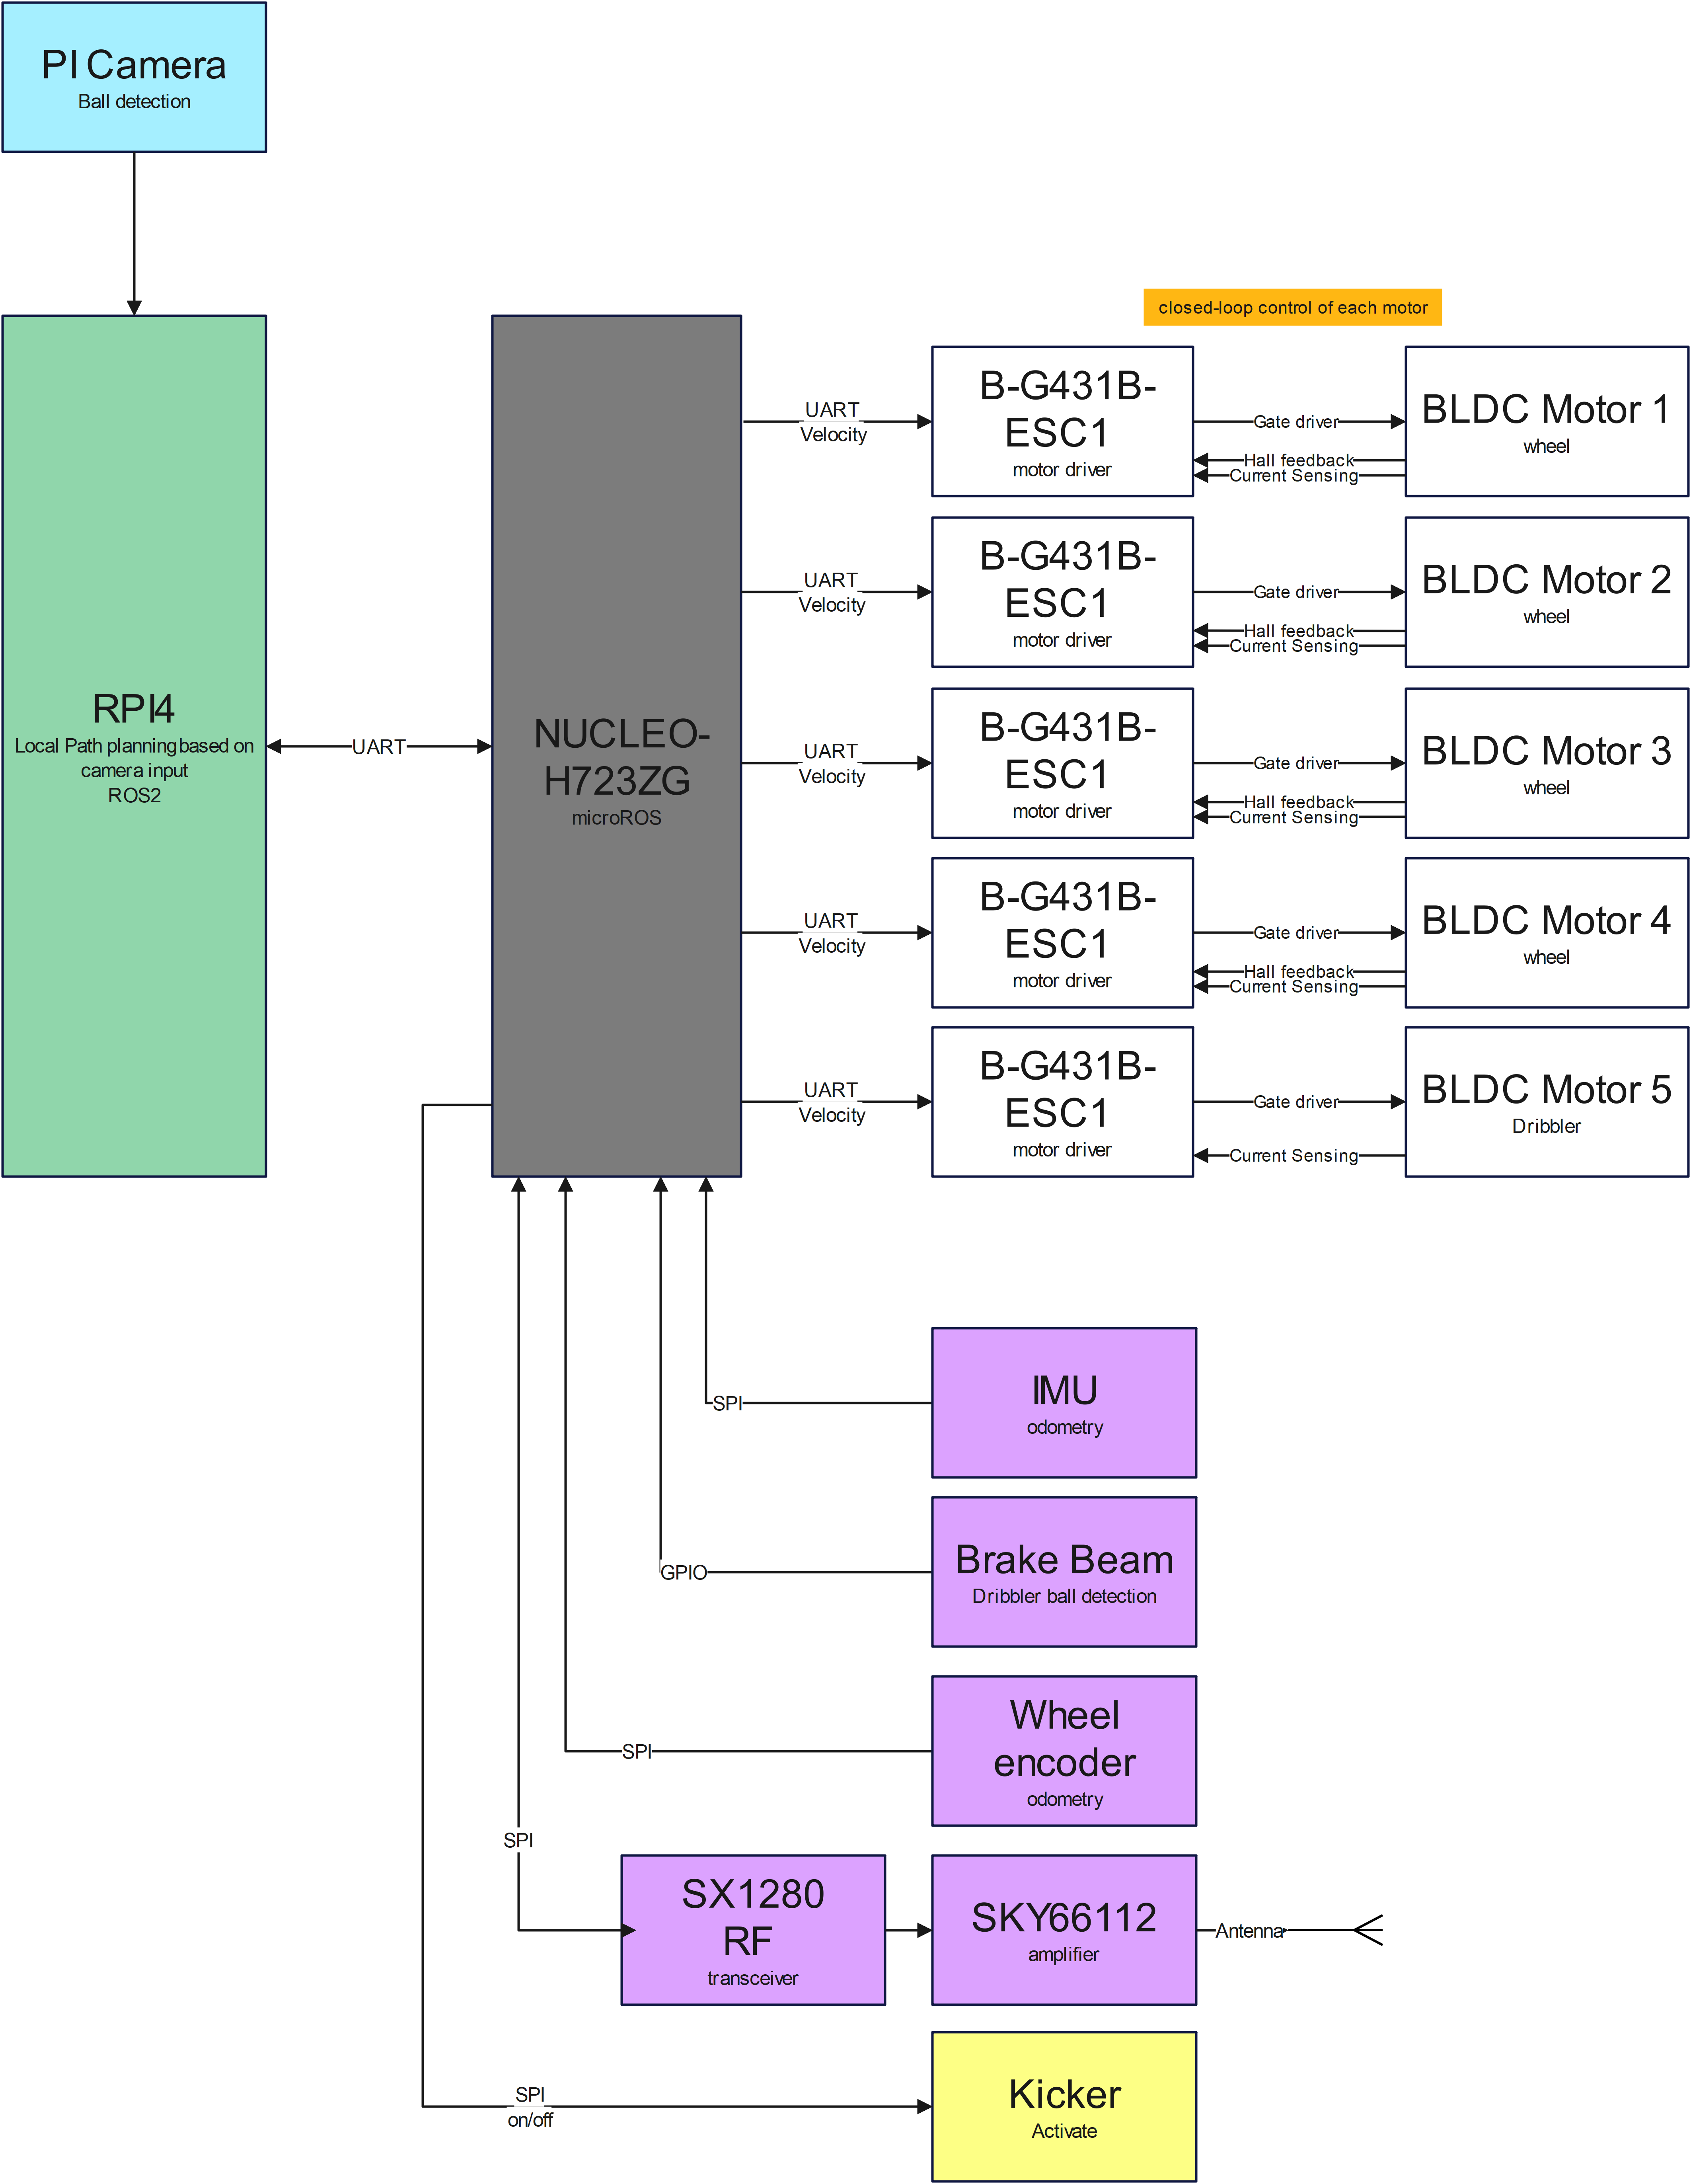 PI Camera
Ball detection
closed-loop control of each motor
RPI4
Local Path planning based on
camera input
ROS2
UART
NUCLEO-
H723ZG
microROS
UART
Velocity
B-G431B-
ESC1
motor driver
Gate driver
Hall feedback
Current Sensing
BLDC Motor 1
wheel
UART
Velocity
B-G431B-
ESC1
motor driver
Gate driver
Hall feedback
Current Sensing
BLDC Motor 2
wheel
UART
Velocity
B-G431B-
ESC1
motor driver
Gate driver
Hall feedback
Current Sensing
BLDC Motor 3
wheel
UART
Velocity
B-G431B-
ESC1
motor driver
Gate driver
Hall feedback
Current Sensing
BLDC Motor 4
wheel
UART
Velocity
B-G431B-
ESC1
motor driver
Gate driver
Current Sensing
BLDC Motor 5
Dribbler
SPI
IMU
odometry
GPIO
Brake Beam
Dribbler ball detection
SPI
Wheel
encoder
odometry
SPI
SX1280
RF
transceiver
SKY66112
amplifier
Antenna
SPI
on/off
Kicker
Activate